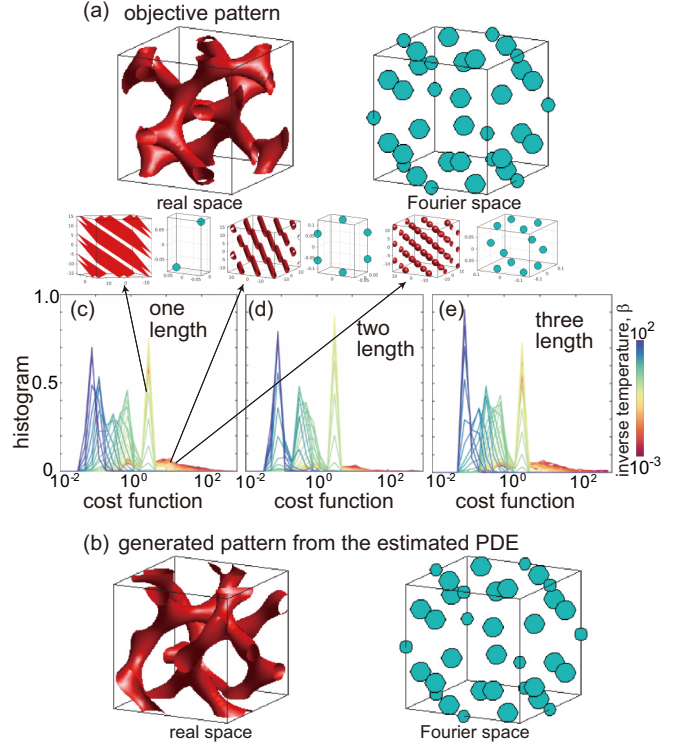 (a) objective pattern
real space
Fourier space
(c) one length
(d) two length
(e) three length
1.0
0.5
0
histogram
10^-2 10^0 10^2
10^-2 10^0 10^2
10^-2 10^0 10^2
cost function
cost function
cost function
inverse temperature, β
10^2
10^-3
(b) generated pattern from the estimated PDE
real space
Fourier space